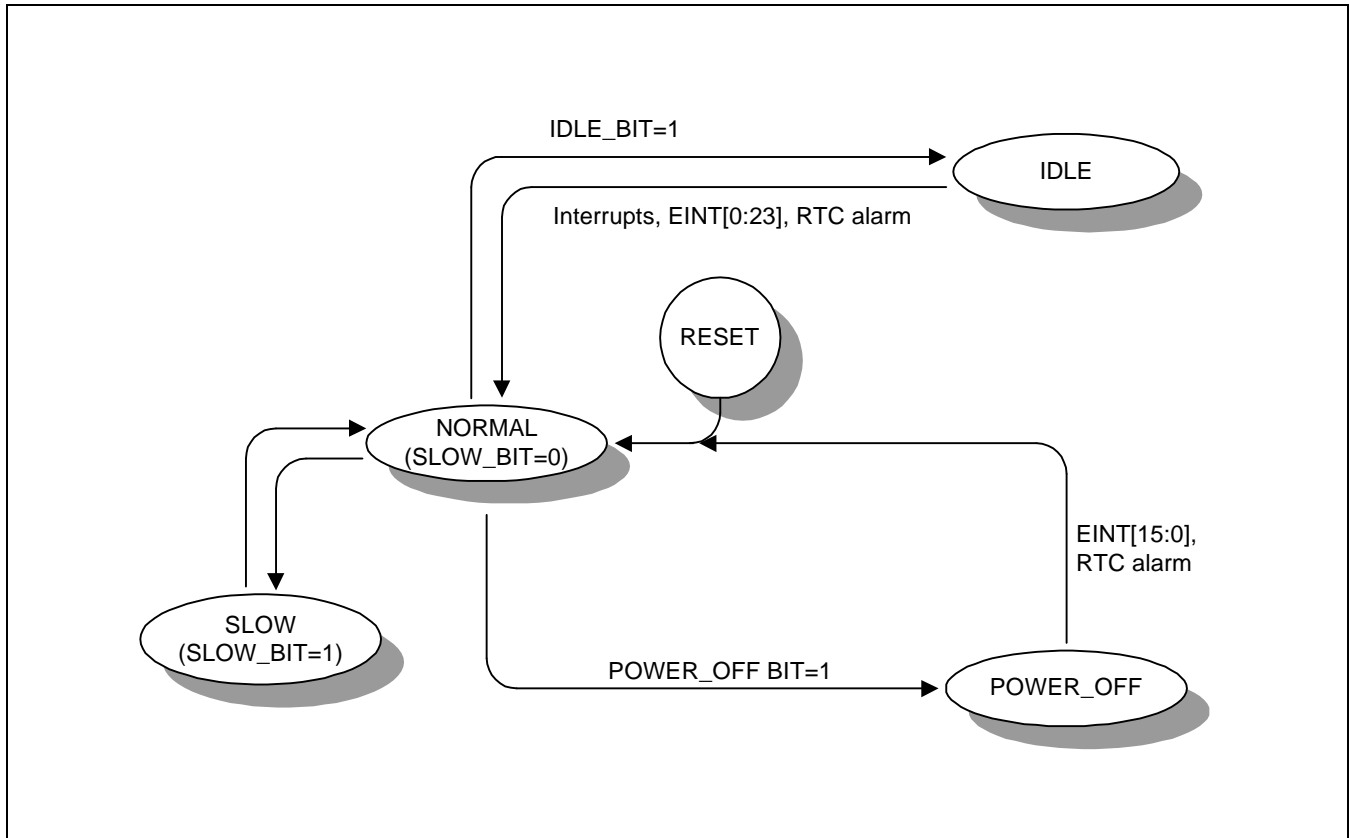 IDLE_BIT=1
IDLE
Interrupts, EINT[0:23], RTC alarm
RESET
NORMAL
(SLOW_BIT=0)
EINT[15:0],
RTC alarm
SLOW
(SLOW_BIT=1)
POWER_OFF BIT=1
POWER_OFF